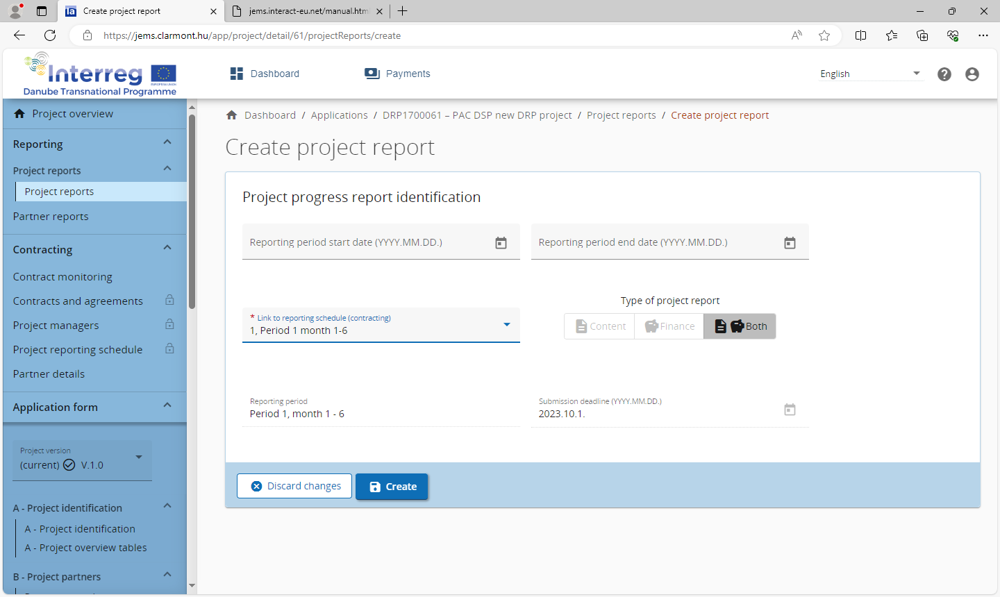 Create project report
jems.interact-eu.net/manual.htm
https://jems.clarmont.hu/app/project/detail/61/projectReports/create
Interreg
EUROPEAN UNION
Danube Transnational Programme
Dashboard
Payments
English
Project overview
Reporting
Project reports
Project reports
Partner reports
Contracting
Contract monitoring
Contracts and agreements
Project managers
Project reporting schedule
Partner details
Application form
Project version
(current) V.1.0
A - Project identification
A - Project identification
A - Project overview tables
B - Project partners
Dashboard / Applications / DRP1700061 – PAC DSP new DRP project / Project reports / Create project report
Create project report
Project progress report identification
Reporting period start date (YYYY.MM.DD.)
Reporting period end date (YYYY.MM.DD.)
* Link to reporting schedule (contracting)
1, Period 1 month 1-6
Type of project report
Content
Finance
Both
Reporting period
Period 1, month 1 - 6
Submission deadline (YYYY.MM.DD.)
2023.10.1.
Discard changes
Create